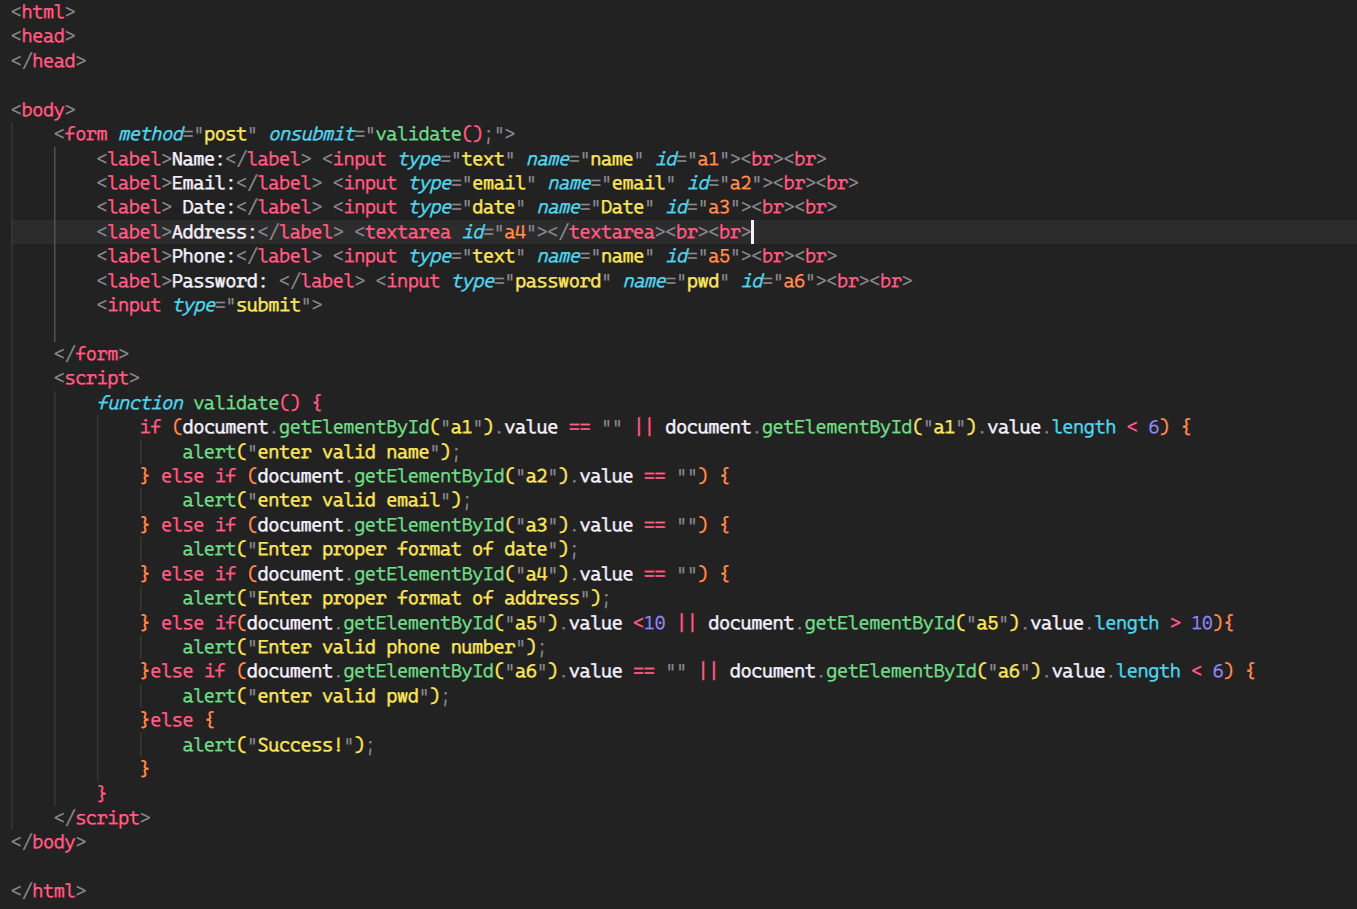 <html>
<head>
</head>
<body>
<form method="post" onsubmit="validate();">
<label>Name:</label> <input type="text" name="name" id="a1"><br><br>
<label>Email:</label> <input type="email" name="email" id="a2"><br><br>
<label> Date:</label> <input type="date" name="Date" id="a3"><br><br>
<label>Address:</label> <textarea id="a4"></textarea><br><br>
<label>Phone:</label> <input type="text" name="name" id="a5"><br><br>
<label>Password: </label> <input type="password" name="pwd" id="a6"><br><br>
<input type="submit">
</form>
<script>
function validate() {
if (document.getElementById("a1").value == "" || document.getElementById("a1").value.length < 6) {
alert("enter valid name");
} else if (document.getElementById("a2").value == "") {
alert("enter valid email");
} else if (document.getElementById("a3").value == "") {
alert("Enter proper format of date");
} else if (document.getElementById("a4").value == "") {
alert("Enter proper format of address");
} else if(document.getElementById("a5").value <10 || document.getElementById("a5").value.length > 10){
alert("Enter valid phone number");
}else if (document.getElementById("a6").value == "" || document.getElementById("a6").value.length < 6) {
alert("enter valid pwd");
}else {
alert("Success!");
}
}
</script>
</body>
</html>